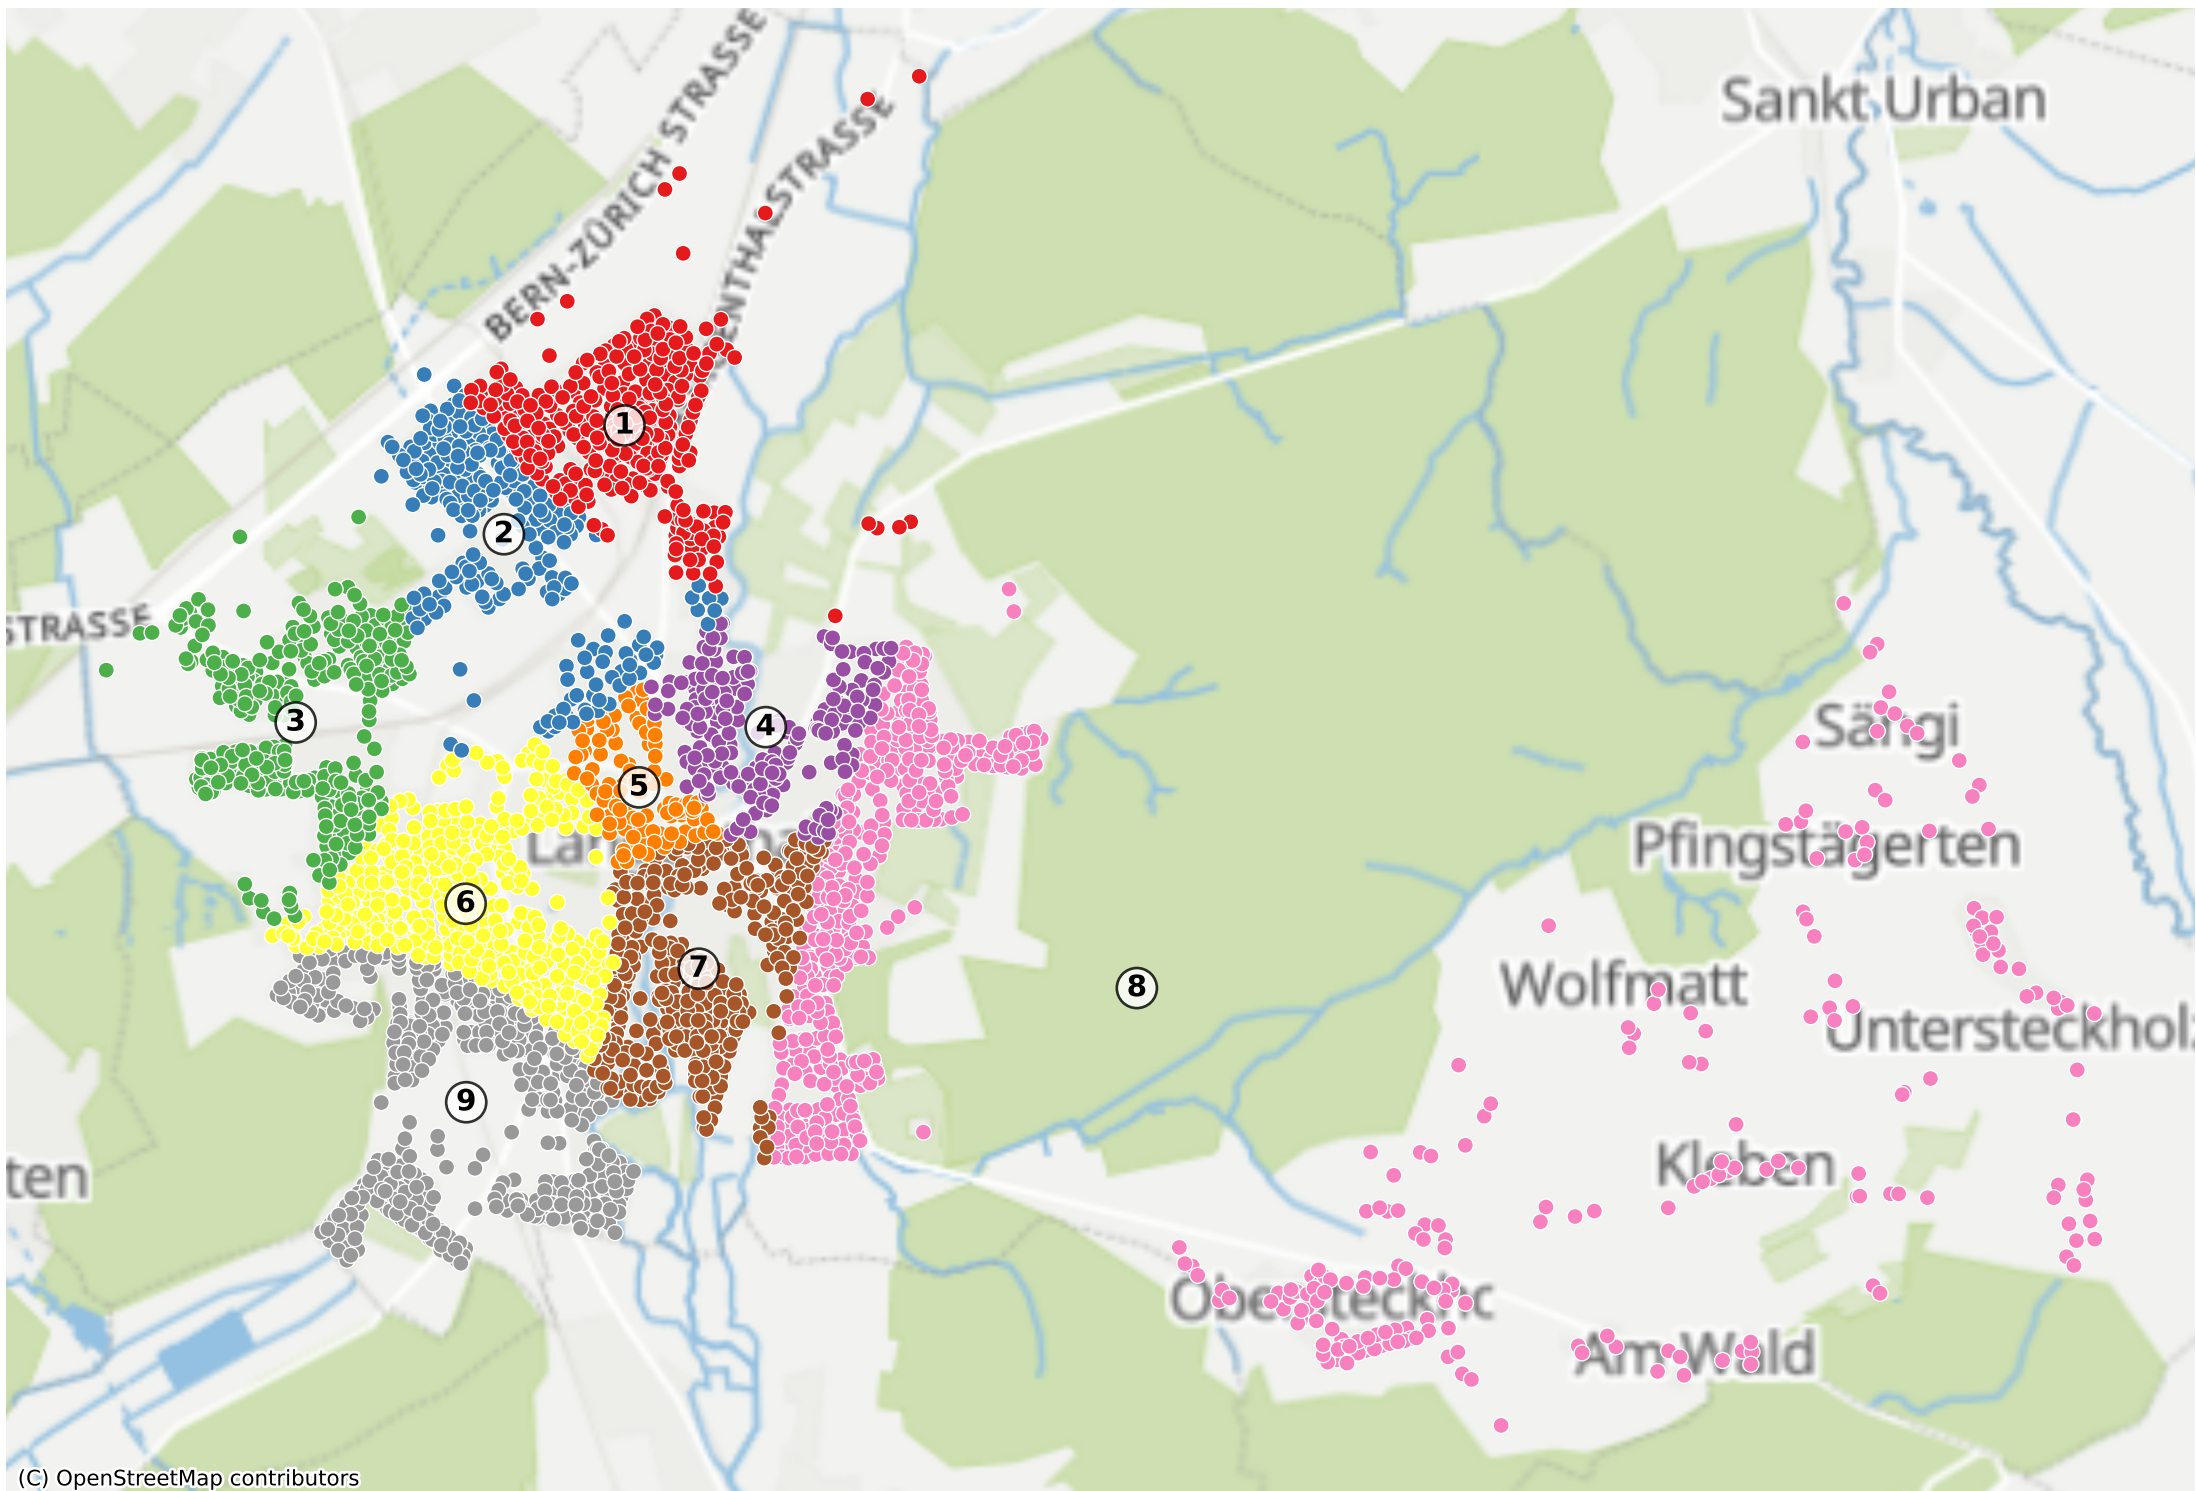 BERN-ZÜRICH STRASSE
Sankt Urban
ENTHALSTRASSE
1
2
STRASSE
3
4
Sängi
5
Pfingstägerten
6
7
8
Wolfmatt
Untersteckholz
9
Kleben
ten
Am Wald
(C) OpenStreetMap contributors